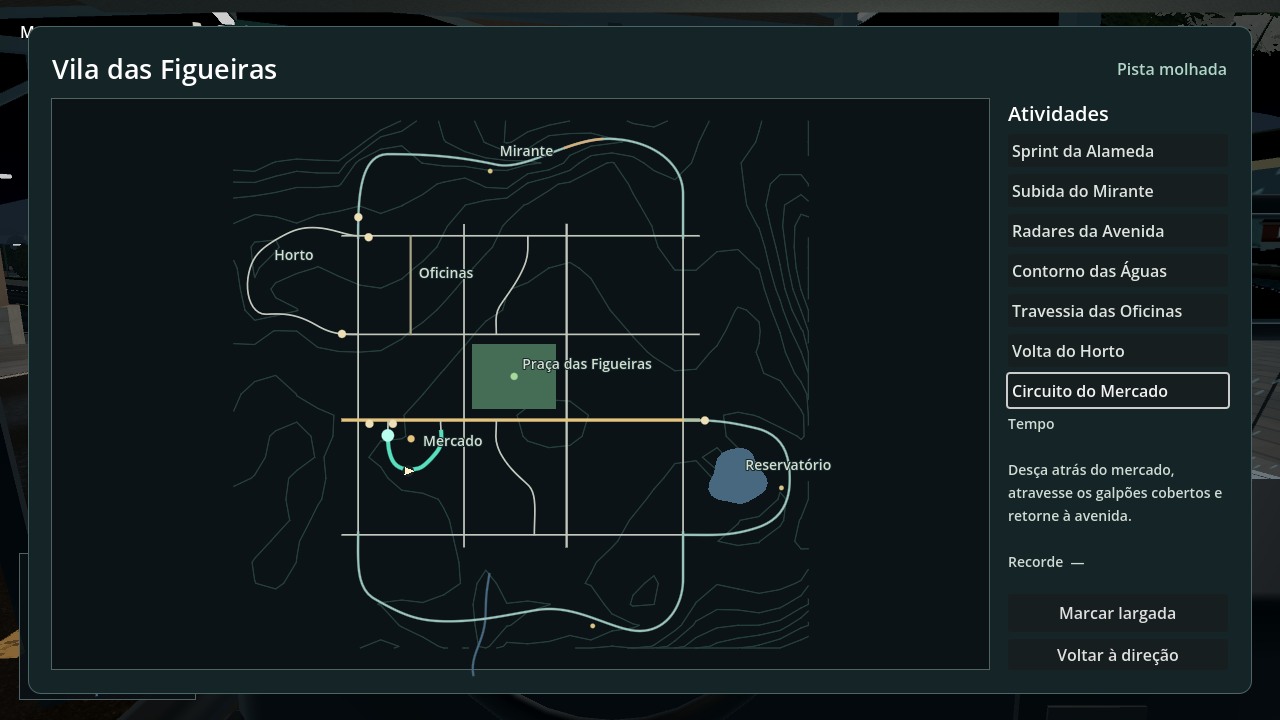 M
Vila das Figueiras
Pista molhada
Mirante
Horto
Oficinas
Praça das Figueiras
Mercado
Reservatório
Atividades
Sprint da Alameda
Subida do Mirante
Radares da Avenida
Contorno das Águas
Travessia das Oficinas
Volta do Horto
Circuito do Mercado
Tempo
Desça atrás do mercado,
atravesse os galpões cobertos e
retorne à avenida.
Recorde —
Marcar largada
Voltar à direção